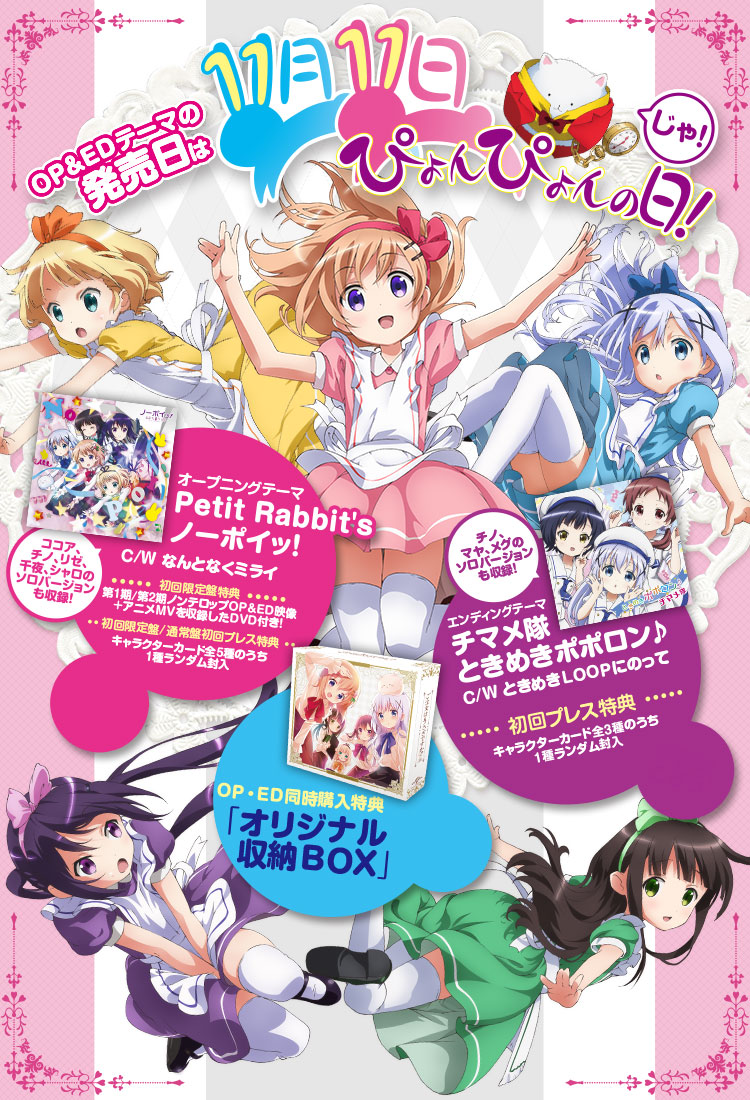 OP&EDテーマの
発売日は
11月11日
ぴょんぴょんの日!
じゃ!
ノーポイッ!
オープニングテーマ
Petit Rabbit's
ノーポイッ!
C/W なんとなくミライ
ココア、
チノ、リゼ、
千夜、シャロの
ソロバージョン
も収録!
••••• 初回限定盤特典 •••••
第1期/第2期ノンテロップOP&ED映像
+アニメMVを収録したDVD付き!
•• 初回限定盤/通常盤初回プレス特典 ••
キャラクターカード全5種のうち
1種ランダム封入
チノ、
マヤ、メグの
ソロバージョン
も収録!
エンディングテーマ
チマメ隊
ときめきポポロン♪
C/W ときめきLOOPにのって
••••• 初回プレス特典 •••••
キャラクターカード全3種のうち
1種ランダム封入
OP・ED同時購入特典
「オリジナル
収納BOX」